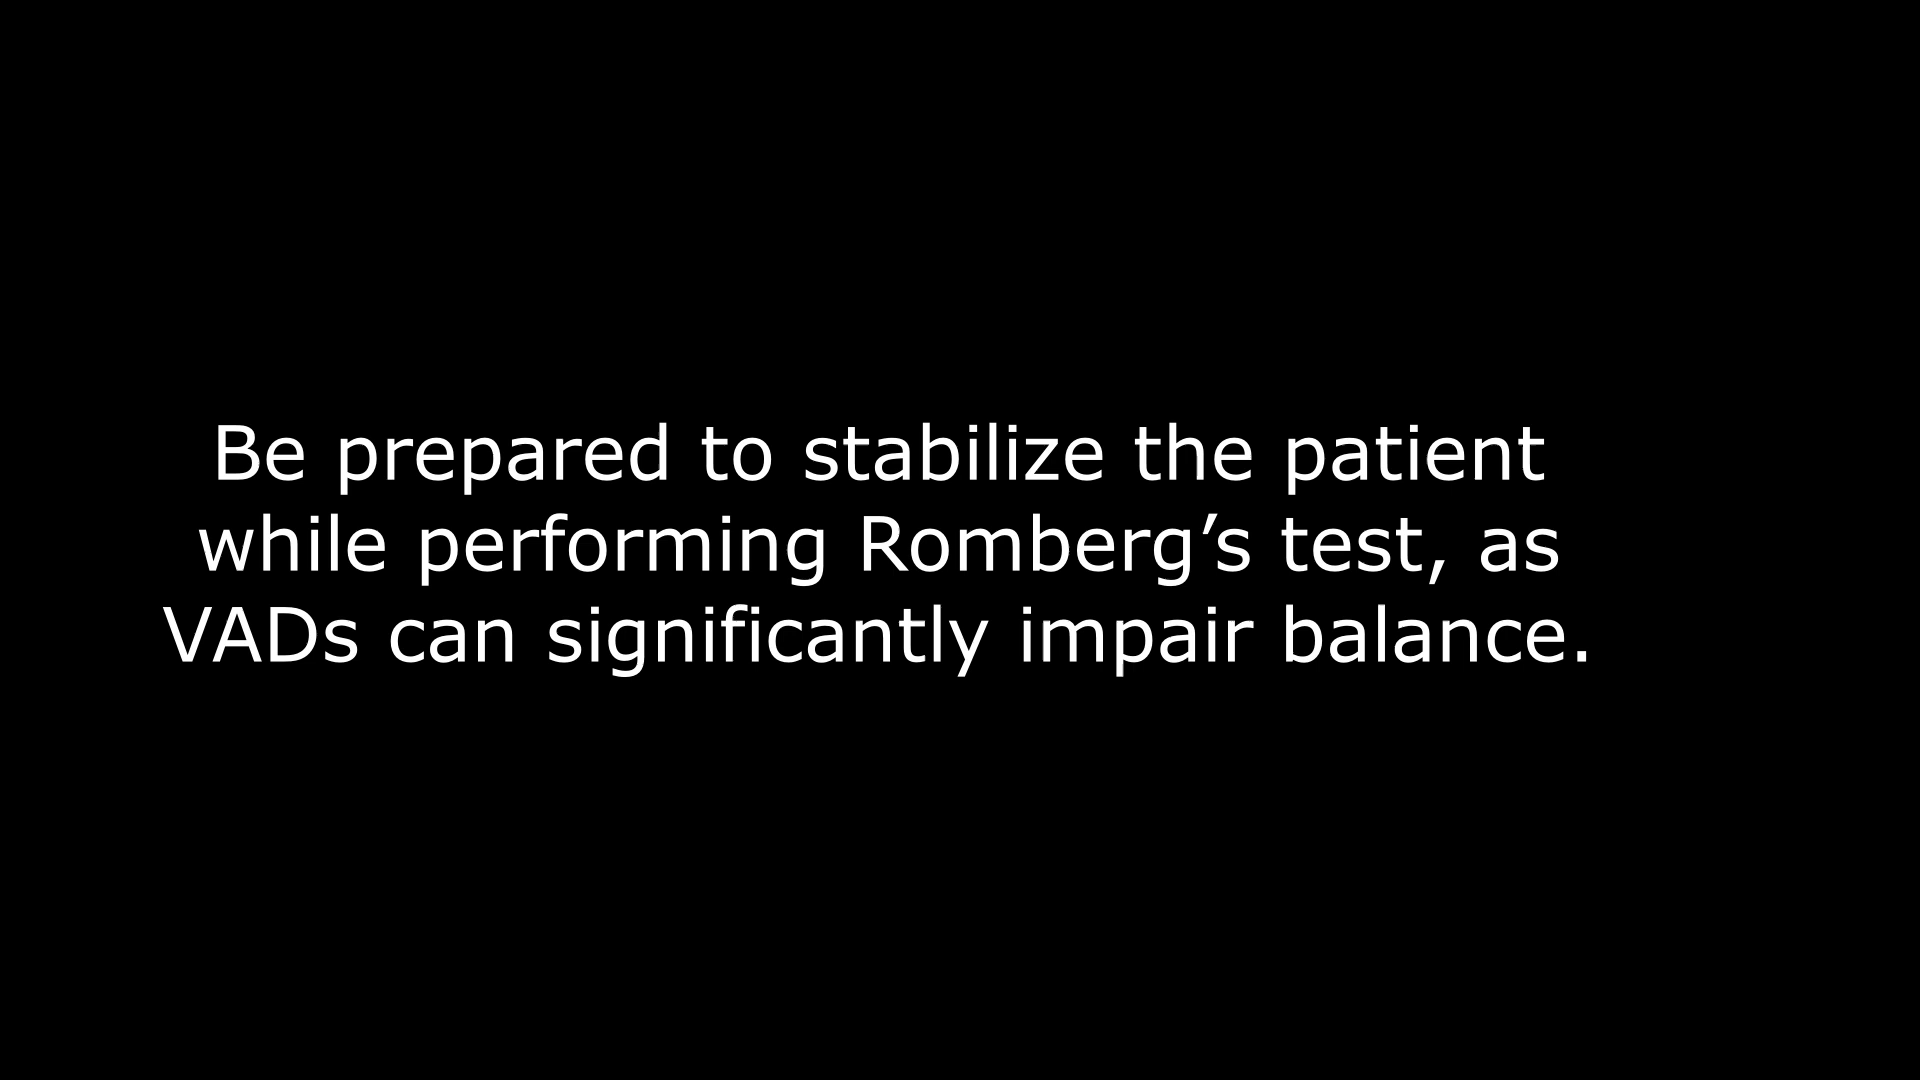 Be prepared to stabilize the patient
while performing Romberg’s test, as
VADs can significantly impair balance.